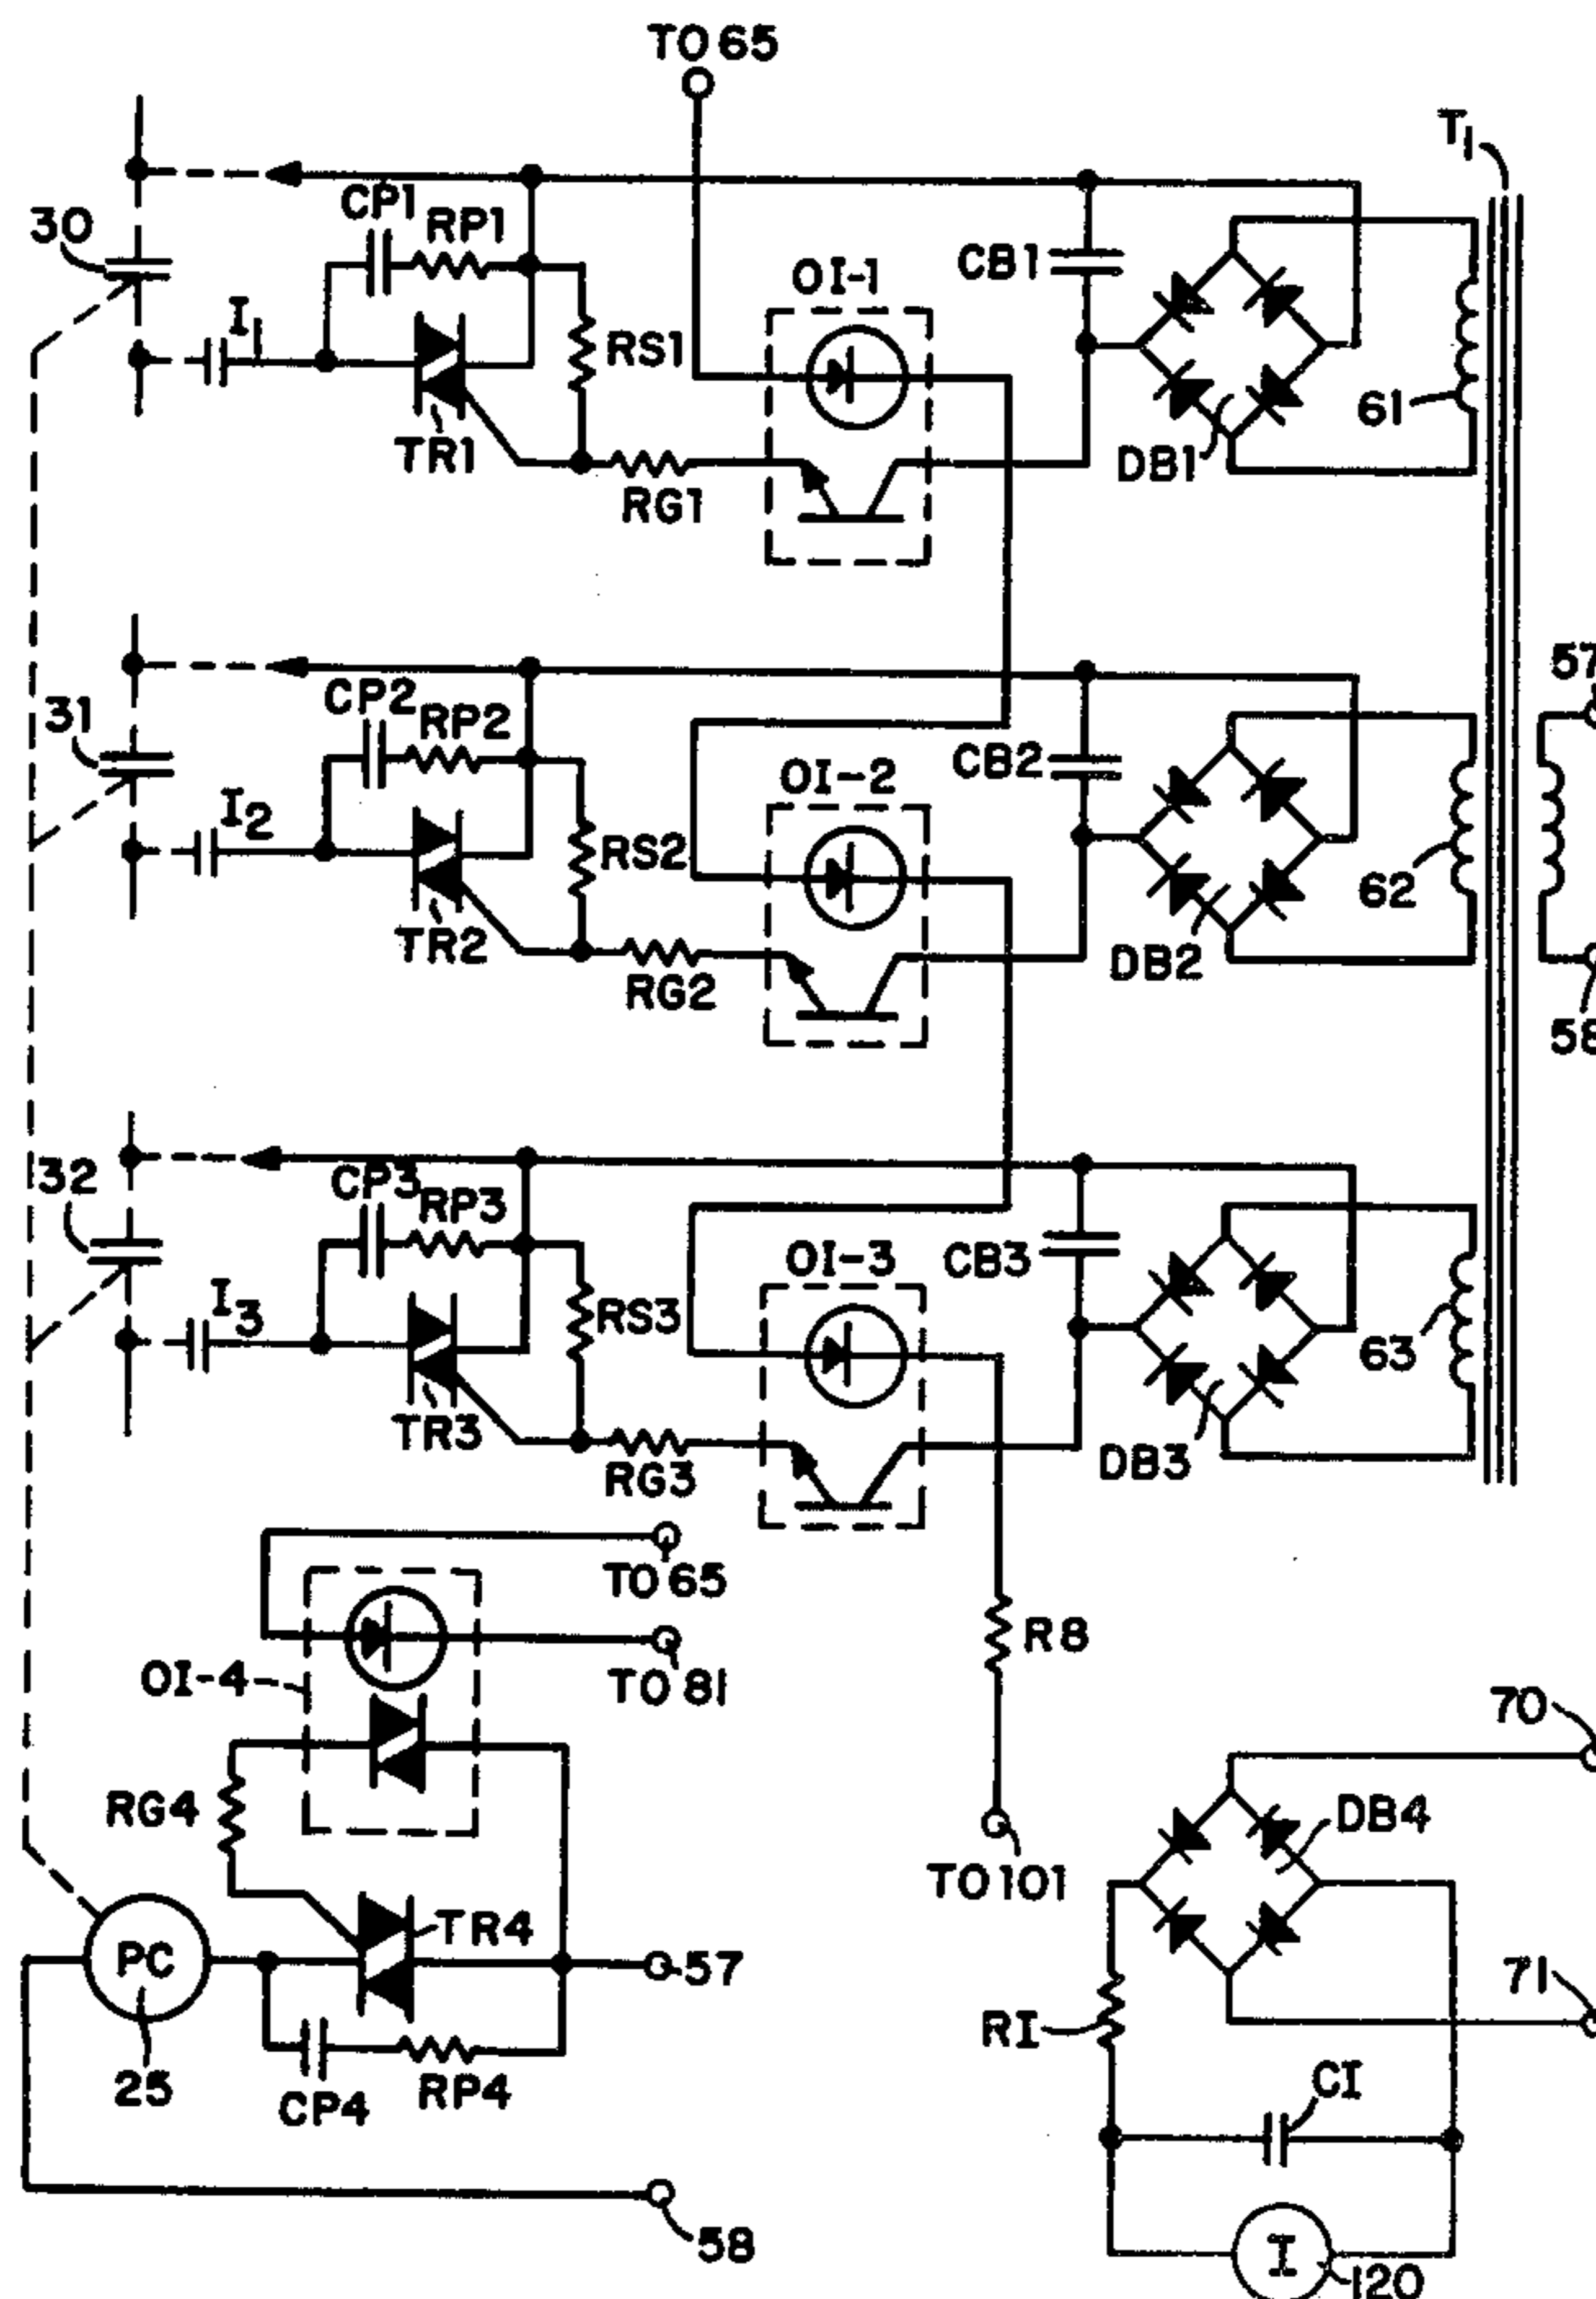 TO 65
T1
CP1
RP1
30
CB1
OI-1
I1
RS1
61
TR1
DB1
RG1
57
CP2
RP2
31
CB2
OI-2
I2
RS2
62
TR2
DB2
RG2
58
CP3
RP3
32
CB3
OI-3
I3
RS3
63
TR3
DB3
RG3
TO 65
R8
OI-4
TO 81
70
RG4
DB4
TO 101
TR4
PC
57
71
RI
25
CP4
RP4
CI
58
I
120